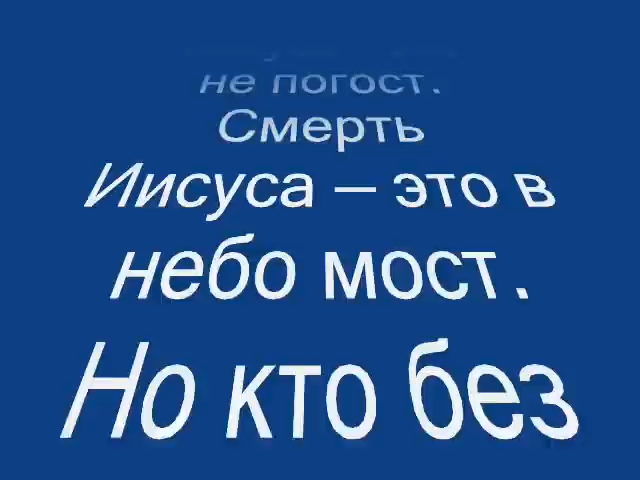 не погост.
Смерть
Иисуса – это в
небо мост.
Но кто без